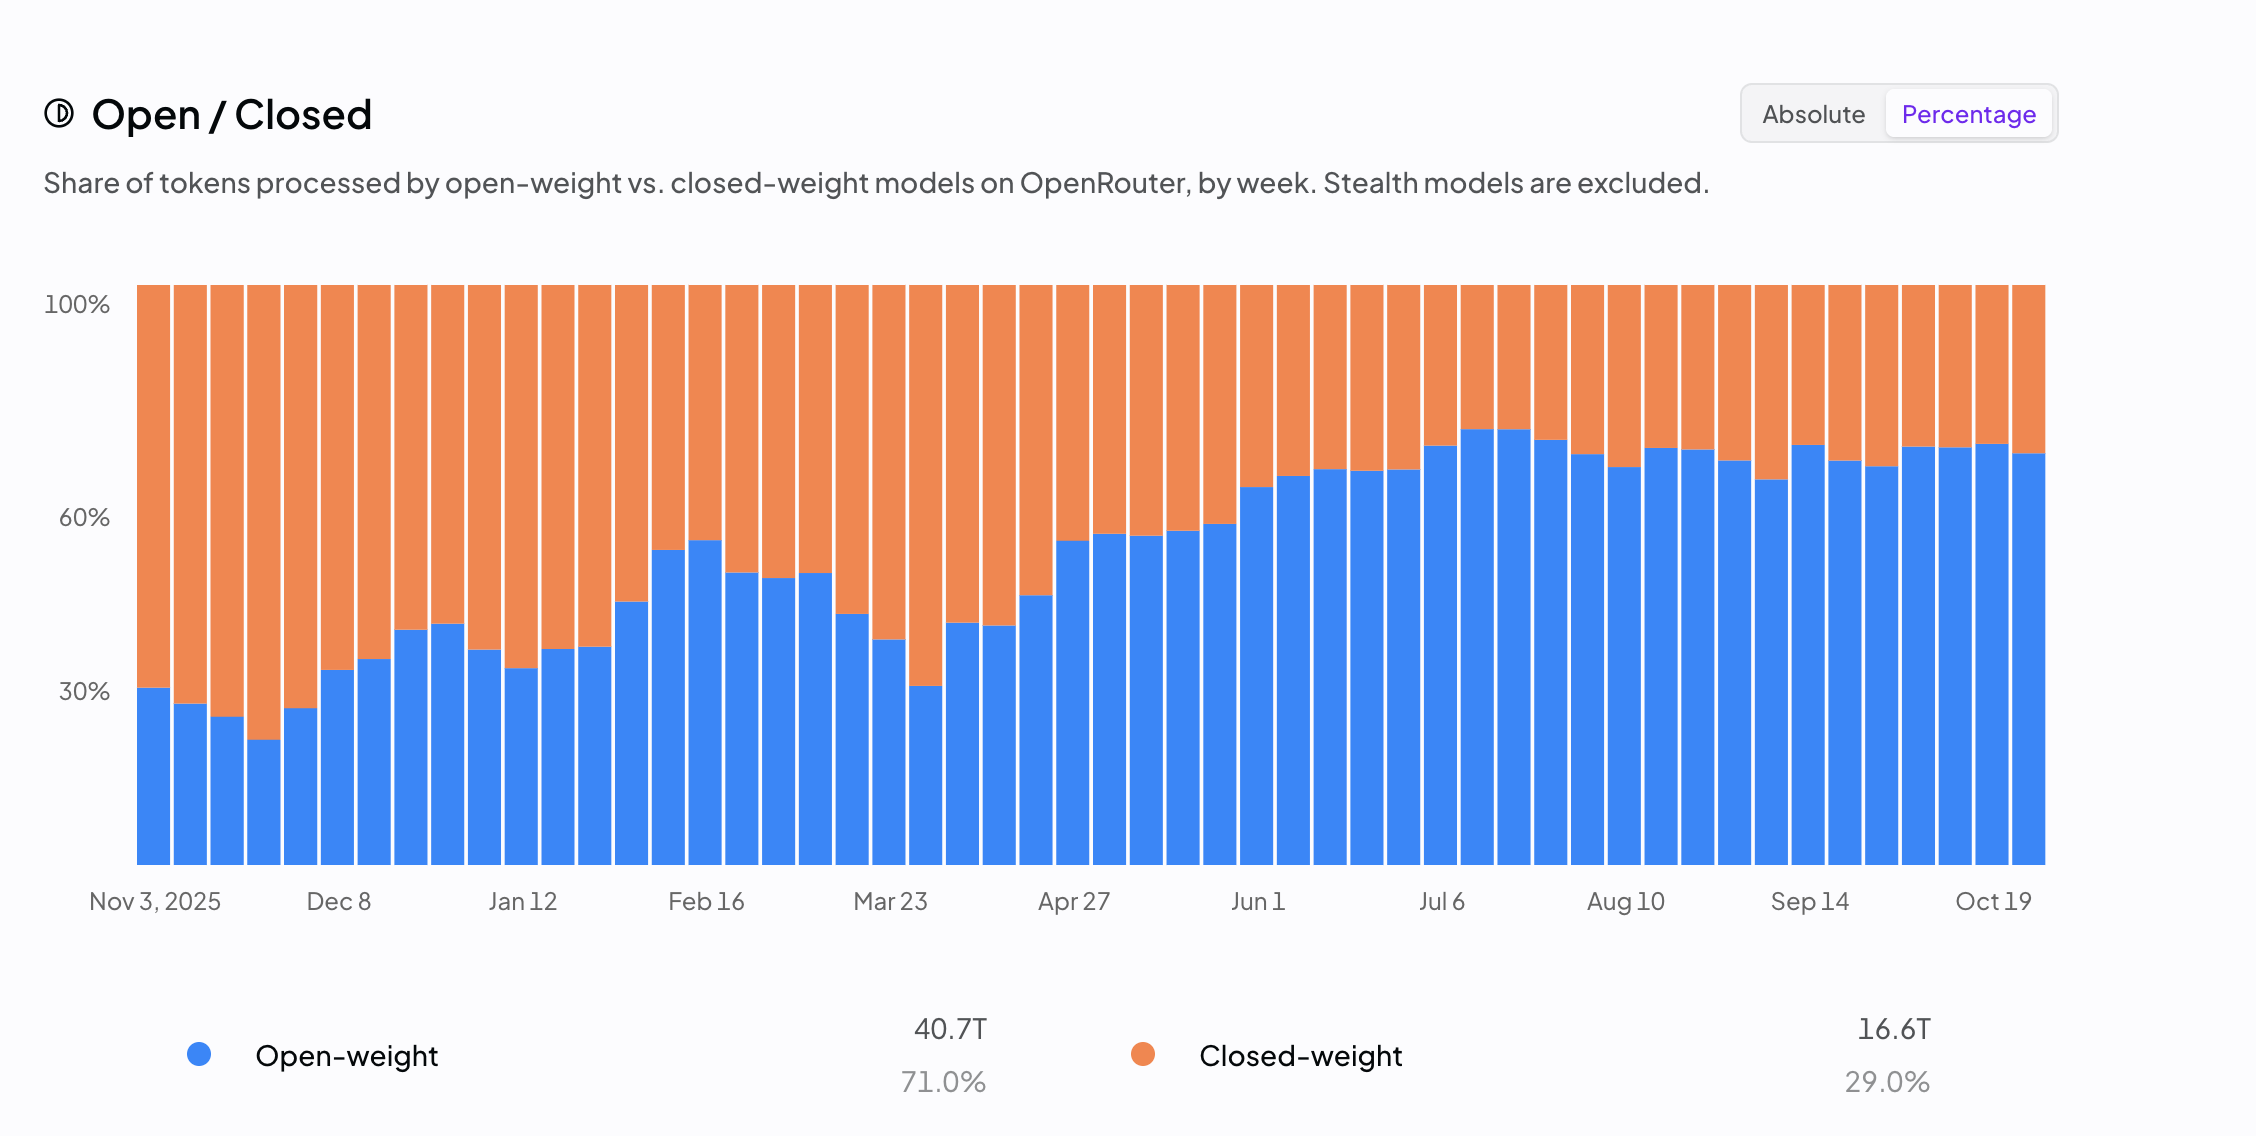 Open / Closed
Absolute Percentage
Share of tokens processed by open-weight vs. closed-weight models on OpenRouter, by week. Stealth models are excluded.
100%
60%
30%
Nov 3, 2025 Dec 8 Jan 12 Feb 16 Mar 23 Apr 27 Jun 1 Jul 6 Aug 10 Sep 14 Oct 19
Open-weight 40.7T 71.0%
Closed-weight 16.6T 29.0%